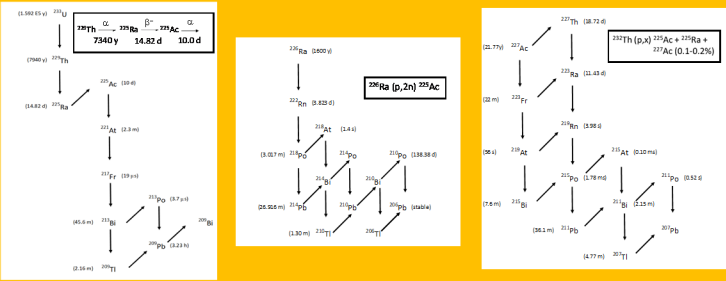 (1.592 E5 y) ²³³U
²²⁹Th α ²²⁵Ra β⁻ ²²⁵Ac α
7340 y 14.82 d 10.0 d
(7340 y) ²²⁹Th
²²⁵Ac (10 d)
(14.82 d) ²²⁵Ra
²²¹At (2.3 m)
²¹⁷Fr (19 μs)
²¹³Po (3.7 μs)
(45.6 m) ²¹³Bi
²⁰⁹Bi
²⁰⁹Pb (3.23 h)
(2.16 m) ²⁰⁹Tl
²²⁶Ra (1600 y)
²²⁶Ra (p,2n) ²²⁵Ac
²²²Rn (3.823 d)
²¹⁸At (1.4 s)
(3.017 m) ²¹⁸Po ²¹⁴Po ²¹⁰Po (138.38 d)
²¹⁴Bi ²¹⁰Bi
(26.916 m) ²¹⁴Pb ²¹⁰Pb ²⁰⁶Pb (stable)
(1.30 m) ²¹⁰Tl ²⁰⁶Tl
²²⁷Th (18.72 d)
²³²Th (p,x) ²²⁵Ac + ²²⁵Ra +
²²⁷Ac (0.1-0.2%)
(21.77y) ²²⁷Ac
²²³Ra (11.43 d)
(22 m) ²²³Fr
²¹⁹Rn (3.98 s)
(56 s) ²¹⁹At ²¹⁵At (0.10 ms)
²¹⁵Po (1.78 ms) ²¹¹Po (0.52 s)
(7.6 m) ²¹⁵Bi ²¹¹Bi (2.15 m)
(36.1 m) ²¹¹Pb ²⁰⁷Pb
(4.77 m) ²⁰⁷Tl